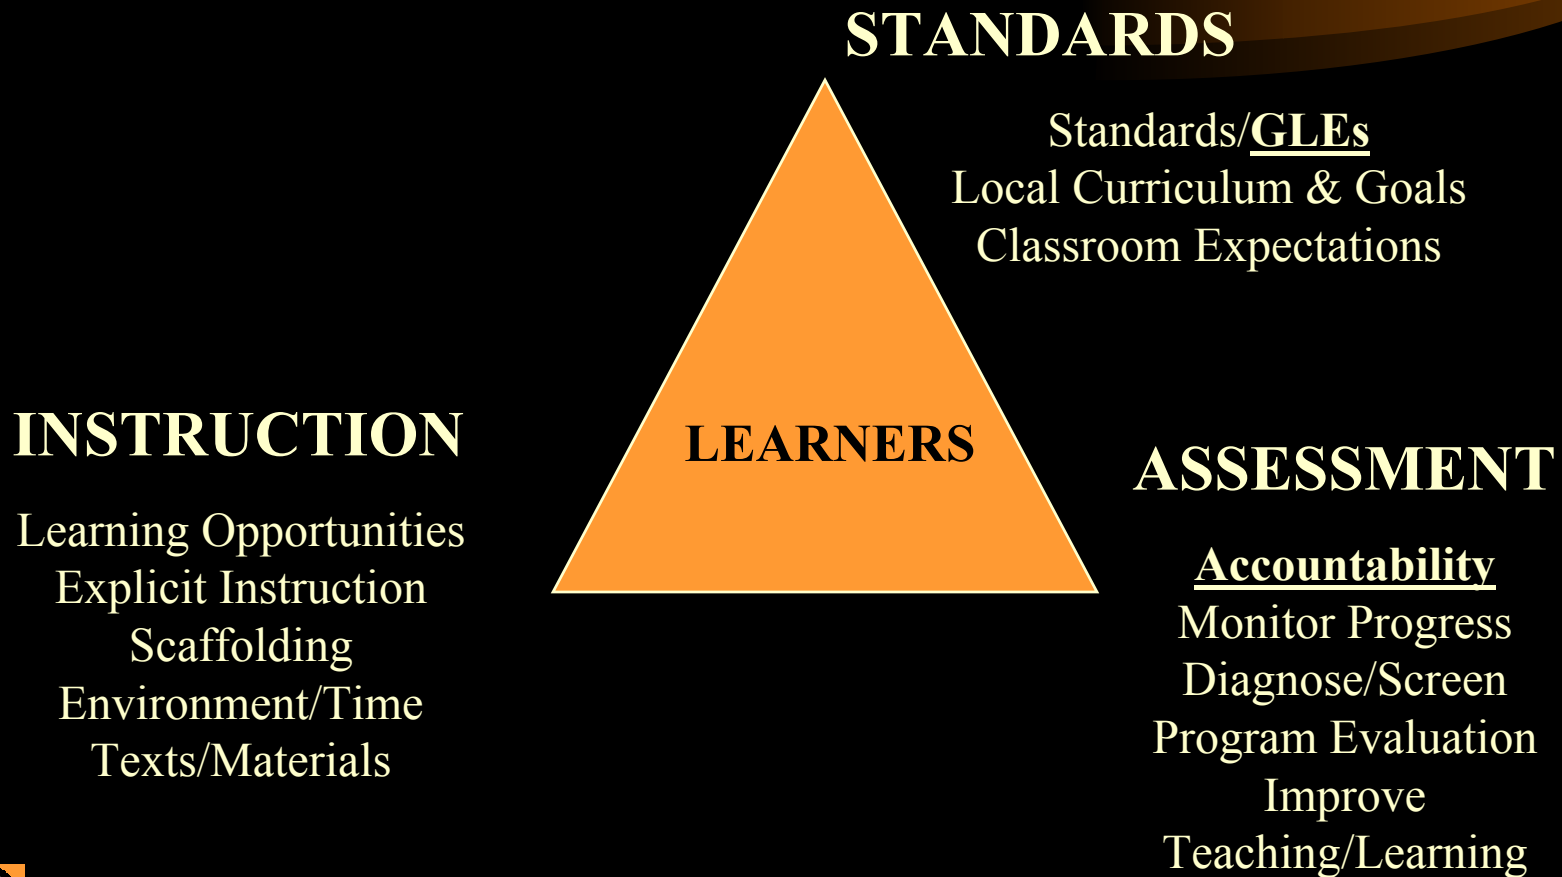 STANDARDS
Standards/GLEs
Local Curriculum & Goals
Classroom Expectations
INSTRUCTION
Learning Opportunities
Explicit Instruction
Scaffolding
Environment/Time
Texts/Materials
LEARNERS
ASSESSMENT
Accountability
Monitor Progress
Diagnose/Screen
Program Evaluation
Improve
Teaching/Learning